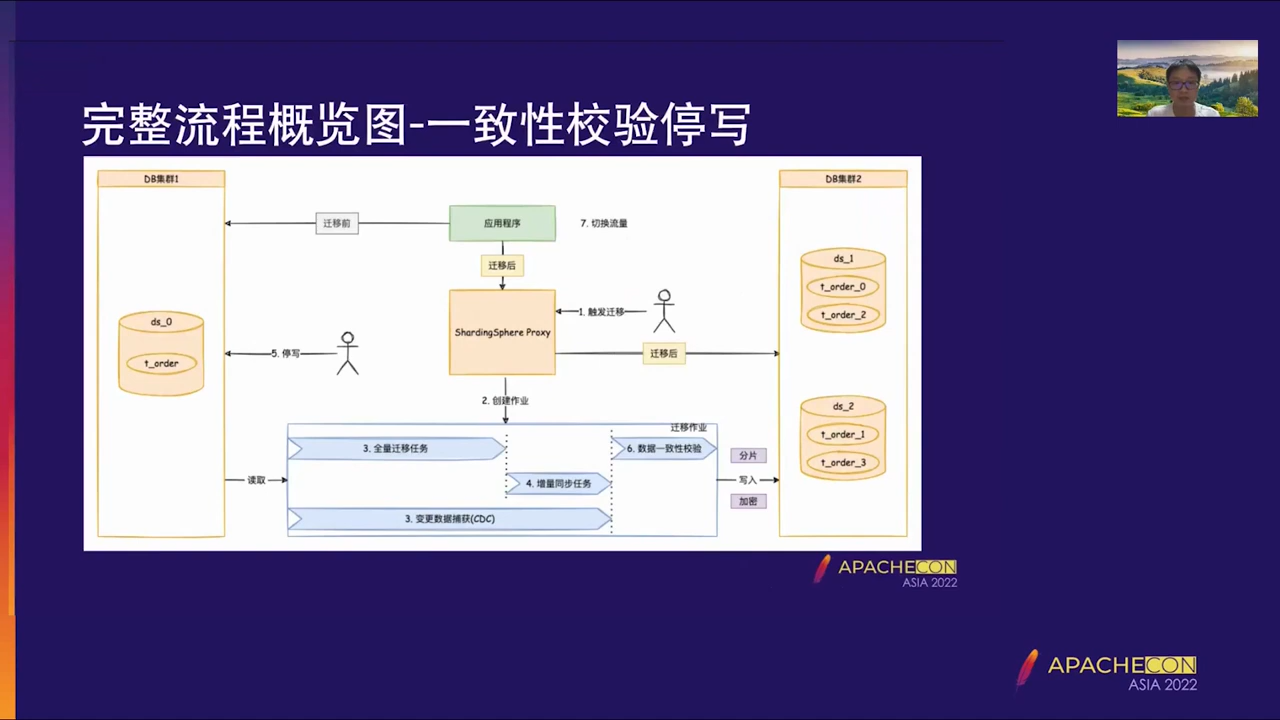 完整流程概览图-一致性校验停写
DB集群1
DB集群2
迁移前
应用程序
7. 切换流量
迁移后
ds_0
t_order
5. 停写
ShardingSphere Proxy
1. 触发迁移
迁移后
ds_1
t_order_0
t_order_2
ds_2
t_order_1
t_order_3
2. 创建作业
迁移作业
3. 全量迁移任务
6. 数据一致性校验
4. 增量同步任务
3. 变更数据捕获(CDC)
读取
分片
写入
加密
APACHECON
ASIA 2022
APACHECON
ASIA 2022